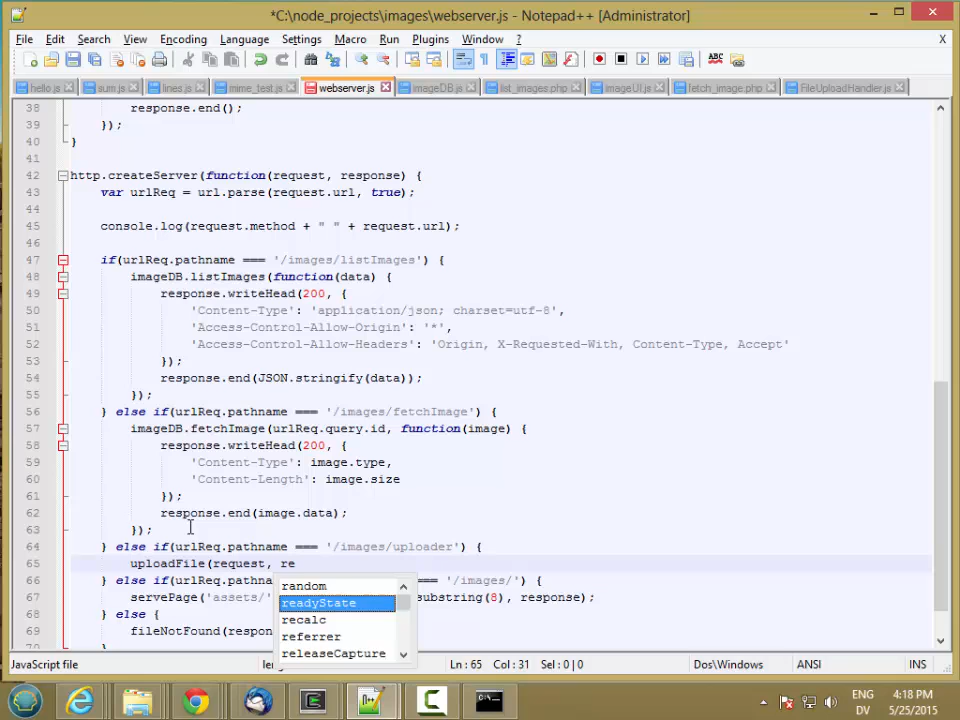 *C:\node_projects\images\webserver.js - Notepad++ [Administrator]
File Edit Search View Encoding Language Settings Macro Run Plugins Window ? X
hello.js sum.js lines.js mime_test.js webserver.js imageDB.js list_images.php imageUI.js fetch_image.php FileUploadHandler.js
38 response.end();
39 });
40 }
41
42 http.createServer(function(request, response) {
43 var urlReq = url.parse(request.url, true);
44
45 console.log(request.method + " " + request.url);
46
47 if(urlReq.pathname === '/images/listImages') {
48 imageDB.listImages(function(data) {
49 response.writeHead(200, {
50 'Content-Type': 'application/json; charset=utf-8',
51 'Access-Control-Allow-Origin': '*',
52 'Access-Control-Allow-Headers': 'Origin, X-Requested-With, Content-Type, Accept'
53 });
54 response.end(JSON.stringify(data));
55 });
56 } else if(urlReq.pathname === '/images/fetchImage') {
57 imageDB.fetchImage(urlReq.query.id, function(image) {
58 response.writeHead(200, {
59 'Content-Type': image.type,
60 'Content-Length': image.size
61 });
62 response.end(image.data);
63 });
64 } else if(urlReq.pathname === '/images/uploader') {
65 uploadFile(request, re
66 } else if(urlReq.pathna === '/images/') {
67 servePage('assets/' substring(8), response);
68 } else {
69 fileNotFound(respon
70 }
random
readyState
recalc
referrer
releaseCapture
JavaScript file len Ln : 65 Col : 31 Sel : 0 | 0 Dos\Windows ANSI INS
ABC
ENG
DV
4:18 PM
5/25/2015